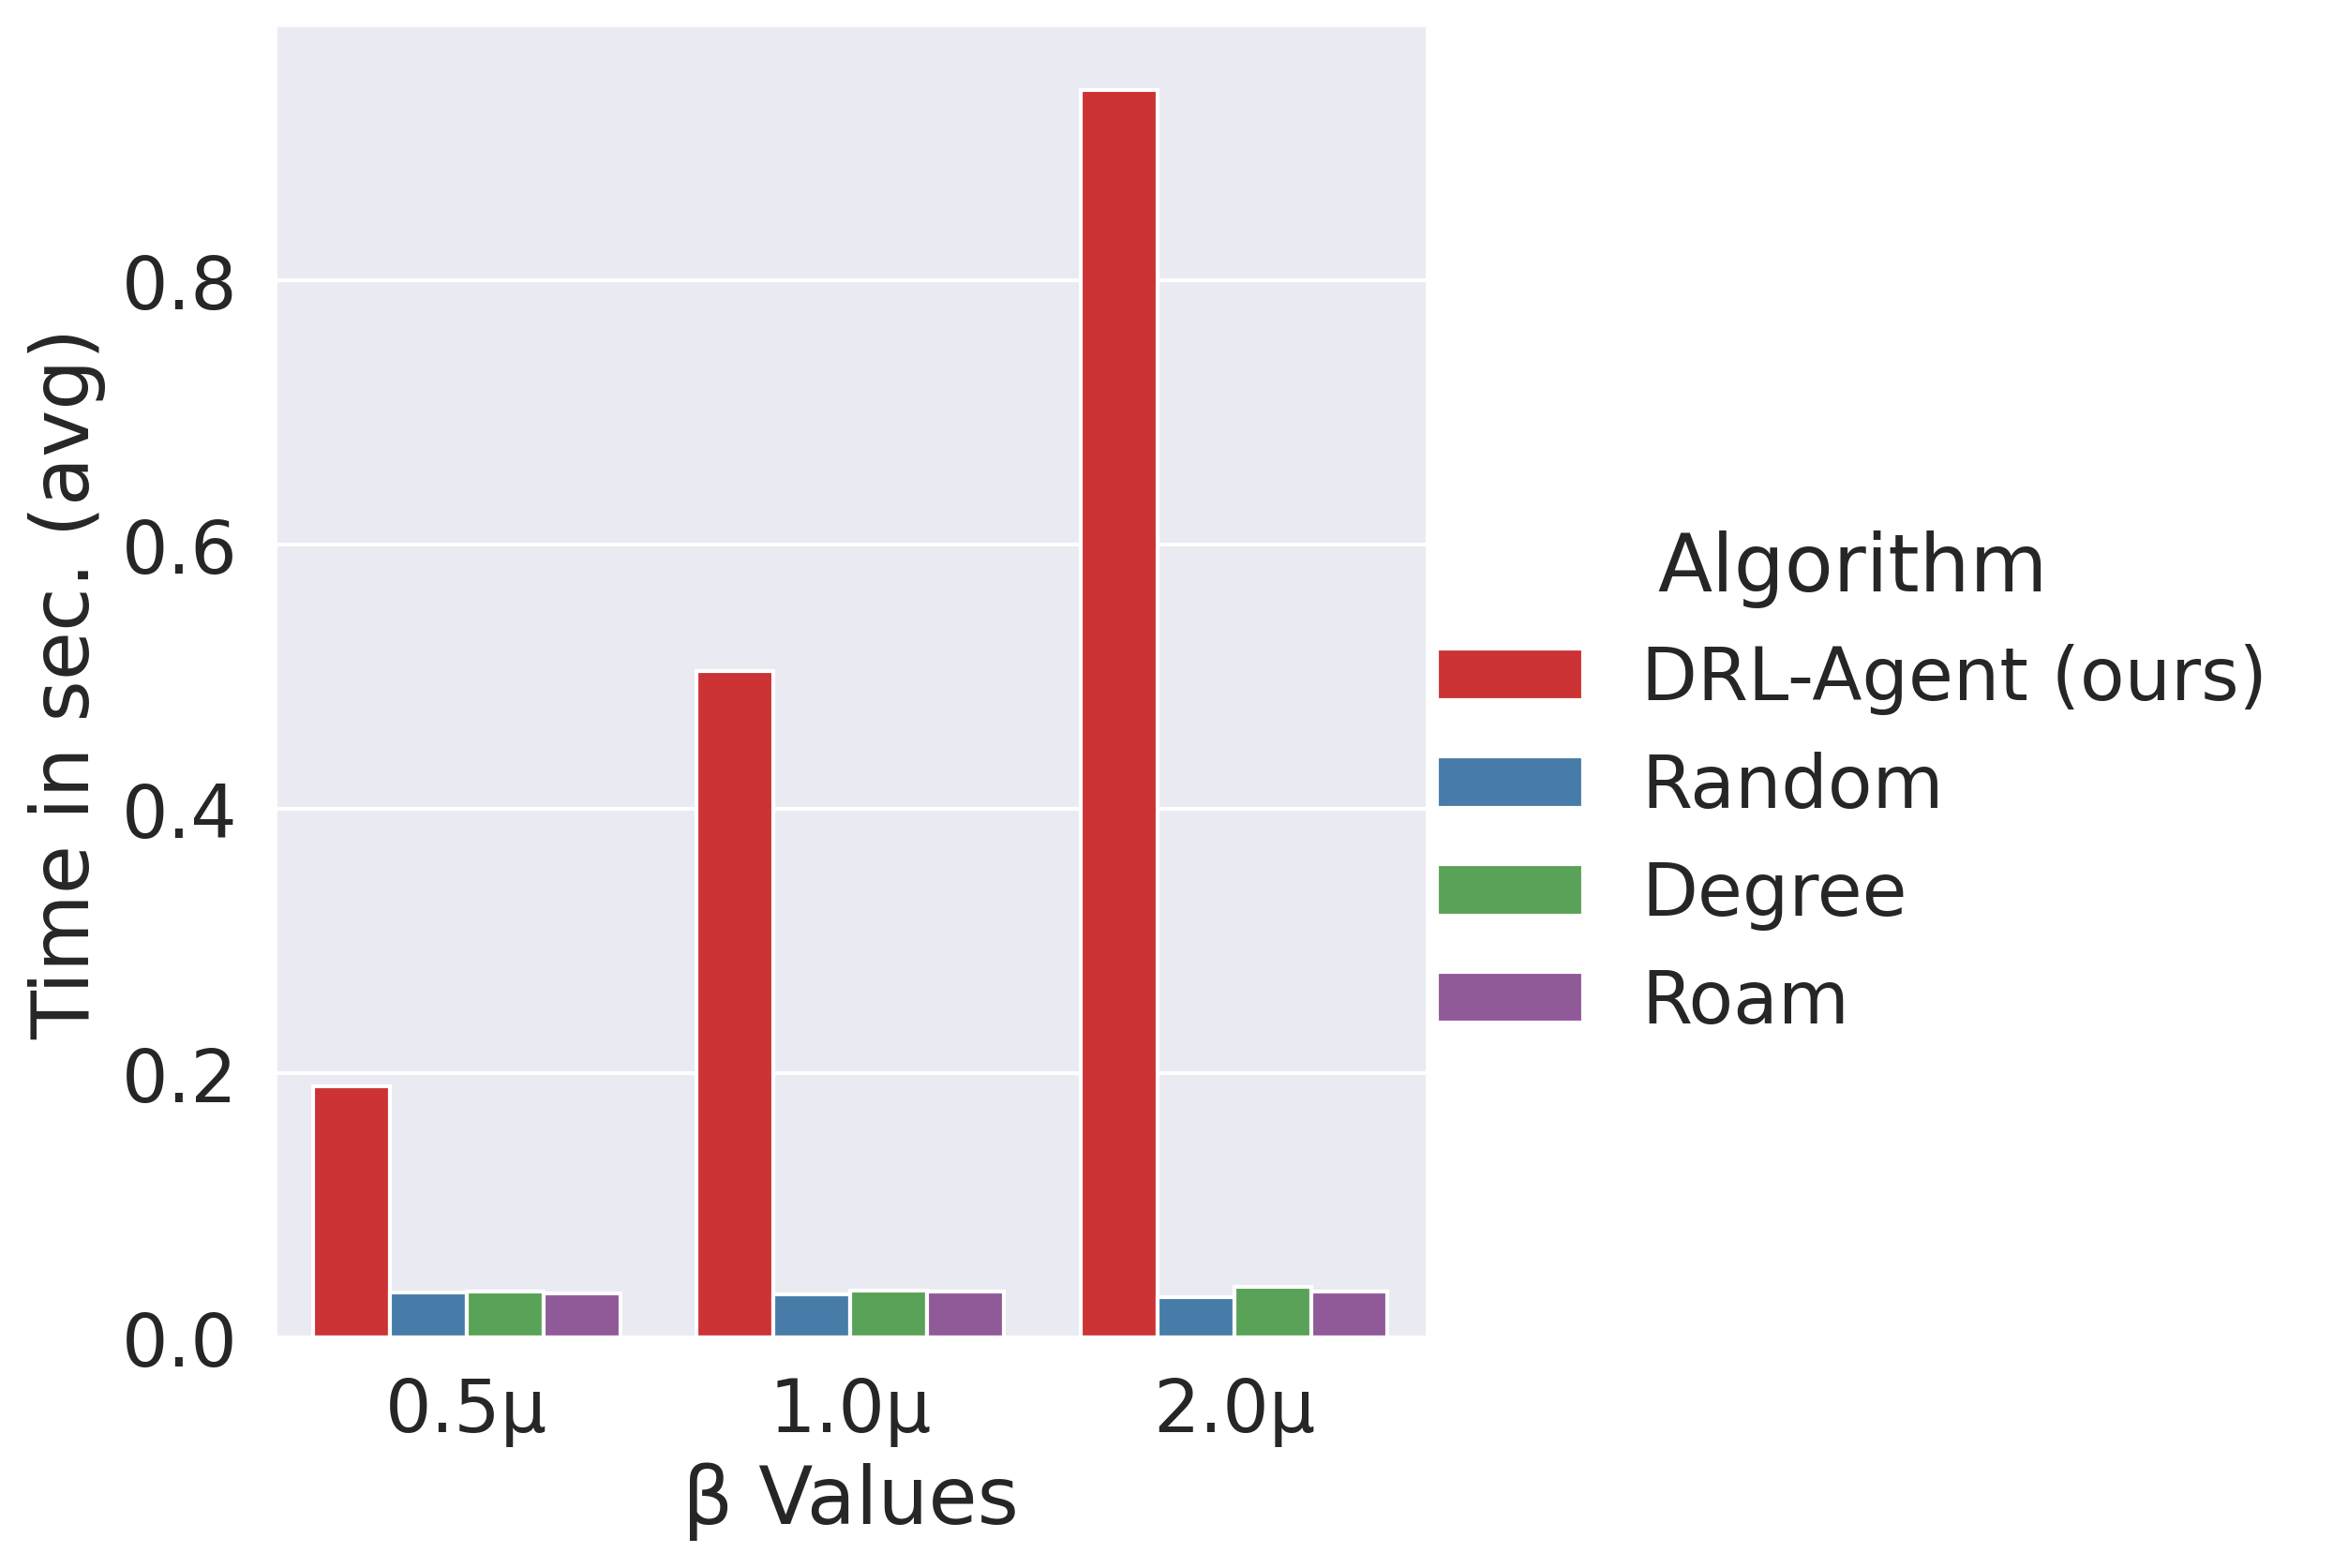 Time in sec. (avg)
0.8
0.6
0.4
0.2
0.0
0.5μ 1.0μ 2.0μ
β Values
Algorithm
DRL-Agent (ours)
Random
Degree
Roam